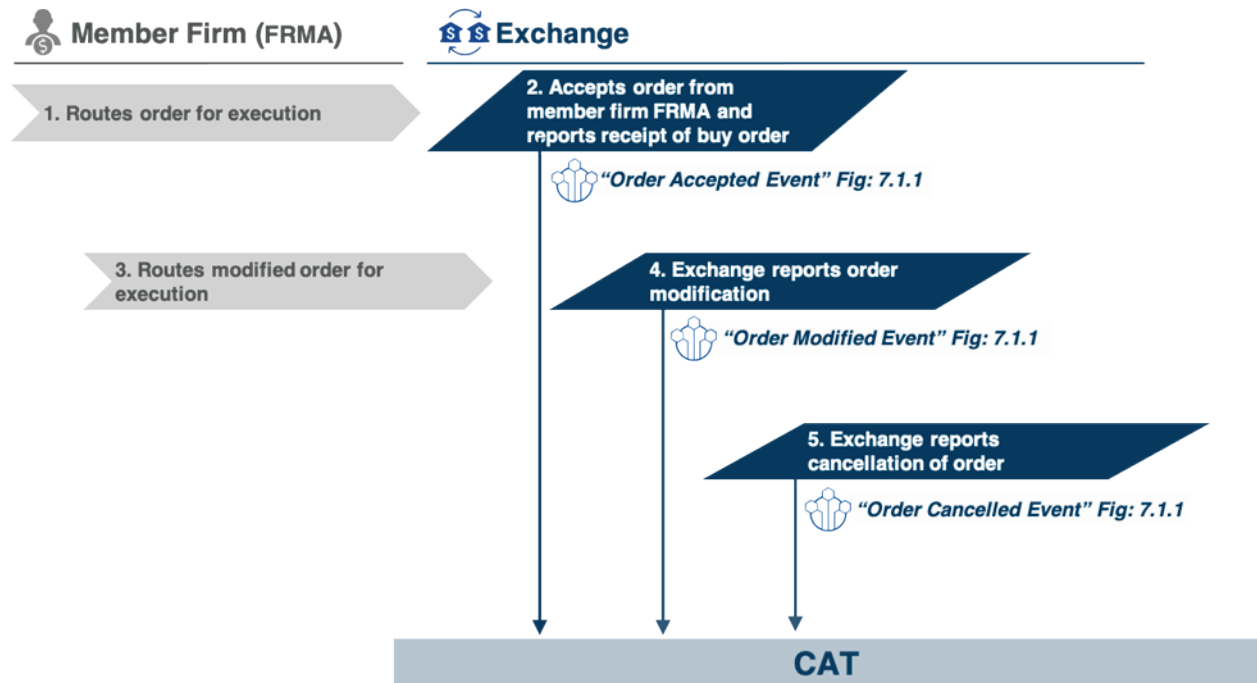 Member Firm (FRMA)
Exchange
1. Routes order for execution
2. Accepts order from
member firm FRMA and
reports receipt of buy order
“Order Accepted Event” Fig: 7.1.1
3. Routes modified order for
execution
4. Exchange reports order
modification
“Order Modified Event” Fig: 7.1.1
5. Exchange reports
cancellation of order
“Order Cancelled Event” Fig: 7.1.1
CAT